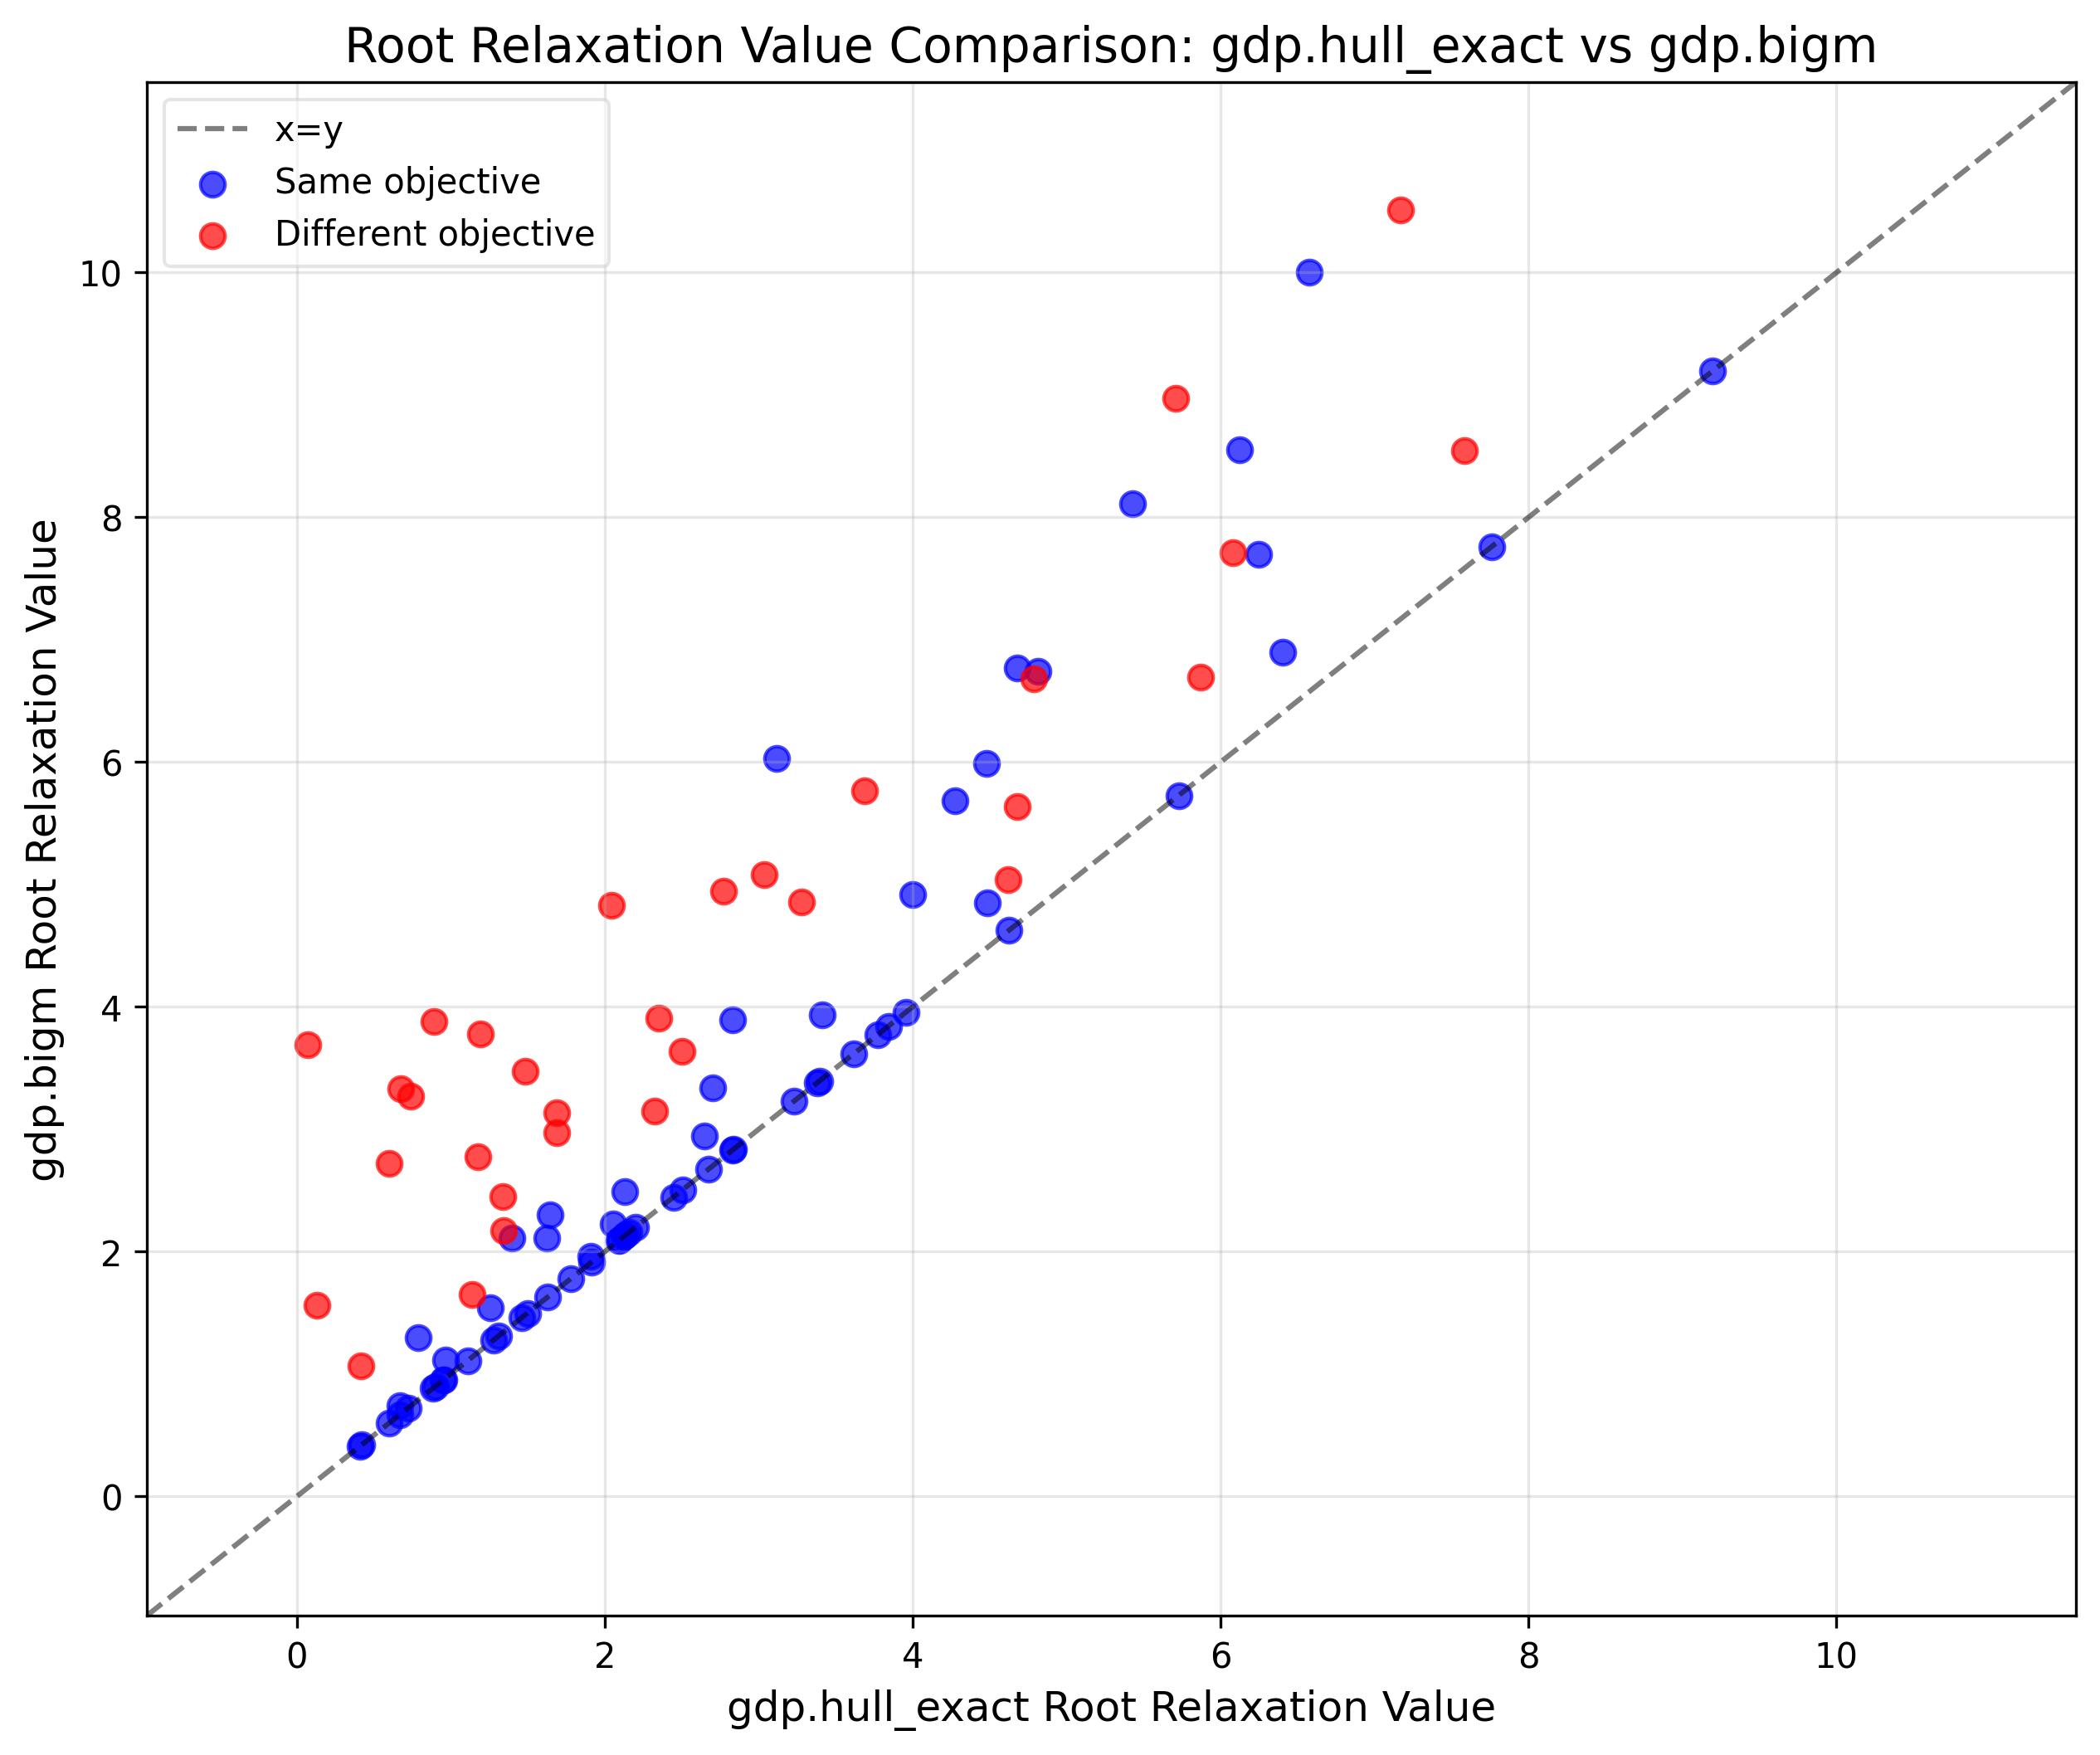 Root Relaxation Value Comparison: gdp.hull_exact vs gdp.bigm
x=y
Same objective
Different objective
gdp.bigm Root Relaxation Value
10
8
6
4
2
0
0 2 4 6 8 10
gdp.hull_exact Root Relaxation Value